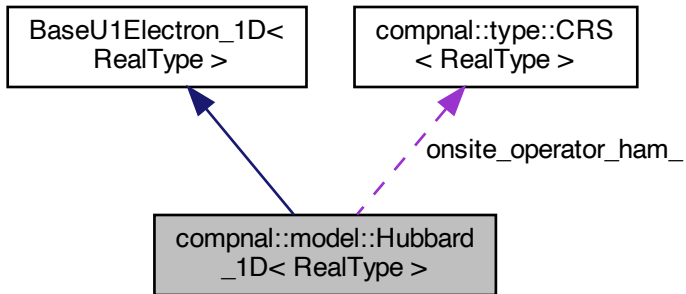 BaseU1Electron_1D<
RealType >
compnal::type::CRS
< RealType >
onsite_operator_ham_
compnal::model::Hubbard
_1D< RealType >